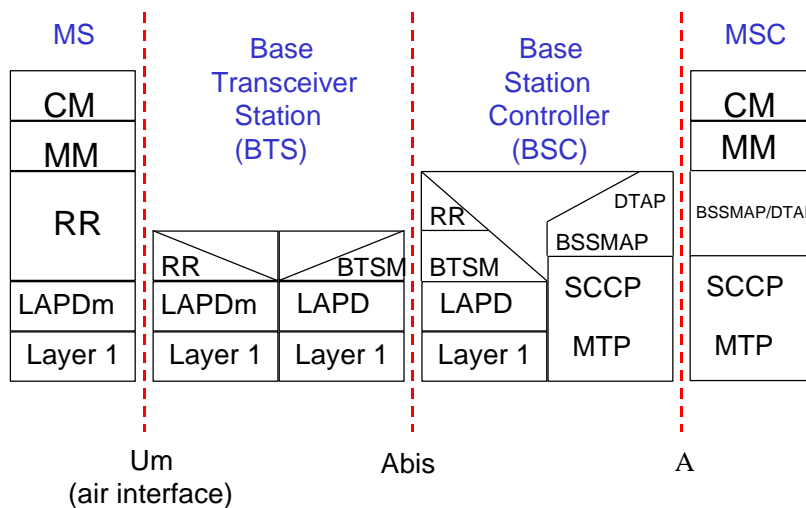 MS
Base
Transceiver
Station
(BTS)
Base
Station
Controller
(BSC)
MSC
CM
MM
RR
LAPDm
Layer 1
RR
BTSM
LAPDm
LAPD
Layer 1
Layer 1
RR
BTSM
LAPD
Layer 1
DTAP
BSSMAP
SCCP
MTP
CM
MM
BSSMAP/DTAP
SCCP
MTP
Um
(air interface)
Abis
A